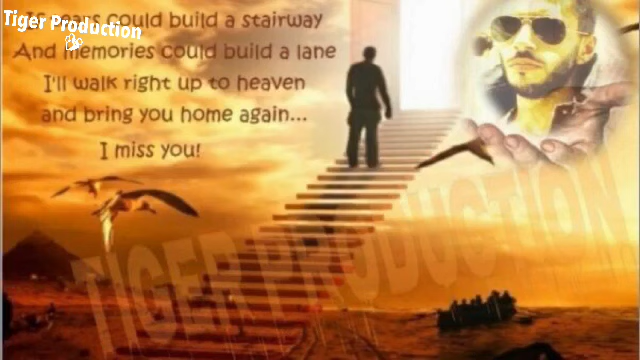 Tiger Production
could build a stairway
And memories could build a lane
I'll walk right up to heaven
and bring you home again...
I miss you!
TIGER PRODUCTION